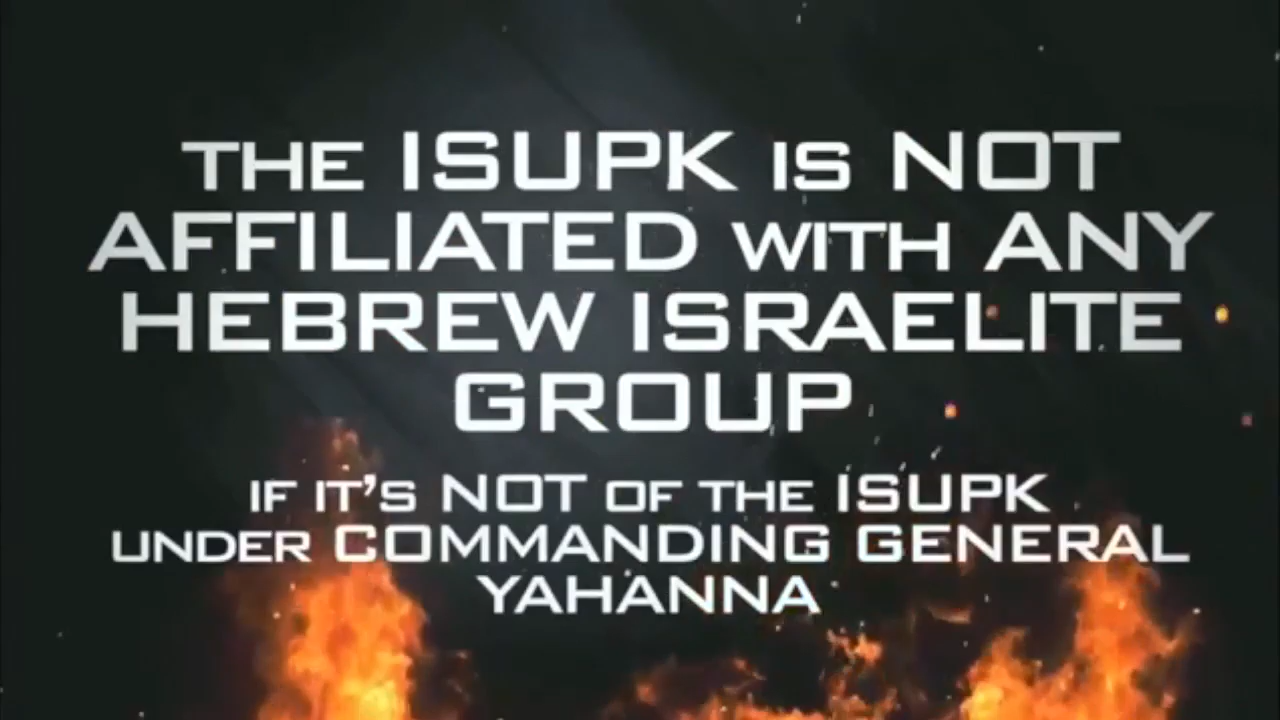 THE ISUPK IS NOT
AFFILIATED WITH ANY
HEBREW ISRAELITE
GROUP
IF IT'S NOT OF THE ISUPK
UNDER COMMANDING GENERAL
YAHANNA